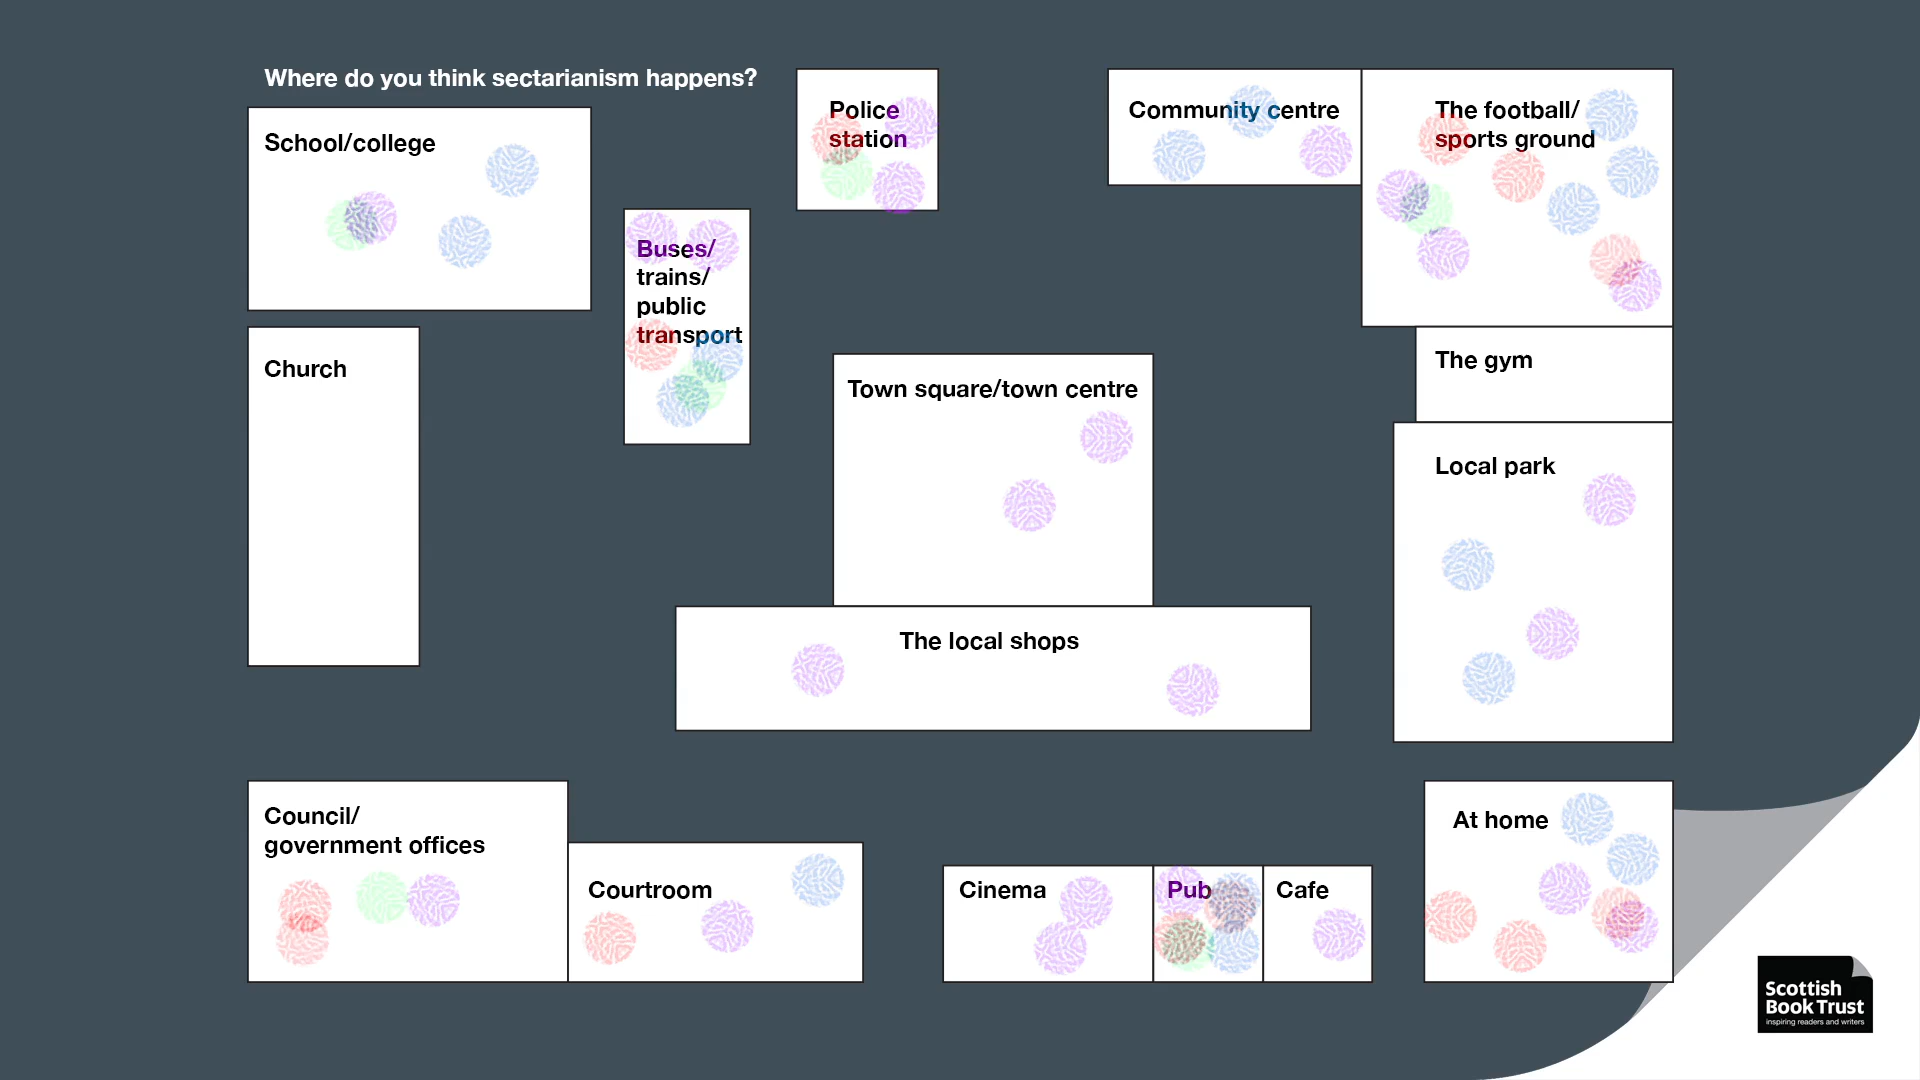 Where do you think sectarianism happens?
School/college
Police
station
Community centre
The football/
sports ground
Buses/
trains/
public
transport
Church
Town square/town centre
The gym
Local park
The local shops
Council/
government offices
Courtroom
Cinema
Pub
Cafe
At home
Scottish
Book Trust
inspiring readers and writers